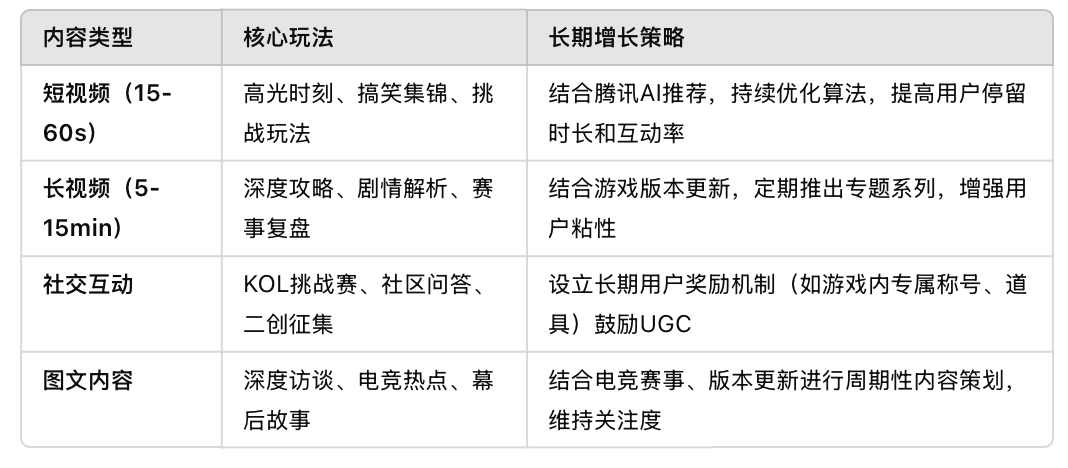 内容类型 核心玩法 长期增长策略
短视频（15-
60s）
高光时刻、搞笑集锦、挑
战玩法
结合腾讯AI推荐，持续优化算法，提高用户停留
时长和互动率
长视频（5-
15min）
深度攻略、剧情解析、赛
事复盘
结合游戏版本更新，定期推出专题系列，增强用
户粘性
社交互动
KOL挑战赛、社区问答、
二创征集
设立长期用户奖励机制（如游戏内专属称号、道
具）鼓励UGC
图文内容
深度访谈、电竞热点、幕
后故事
结合电竞赛事、版本更新进行周期性内容策划，
维持关注度